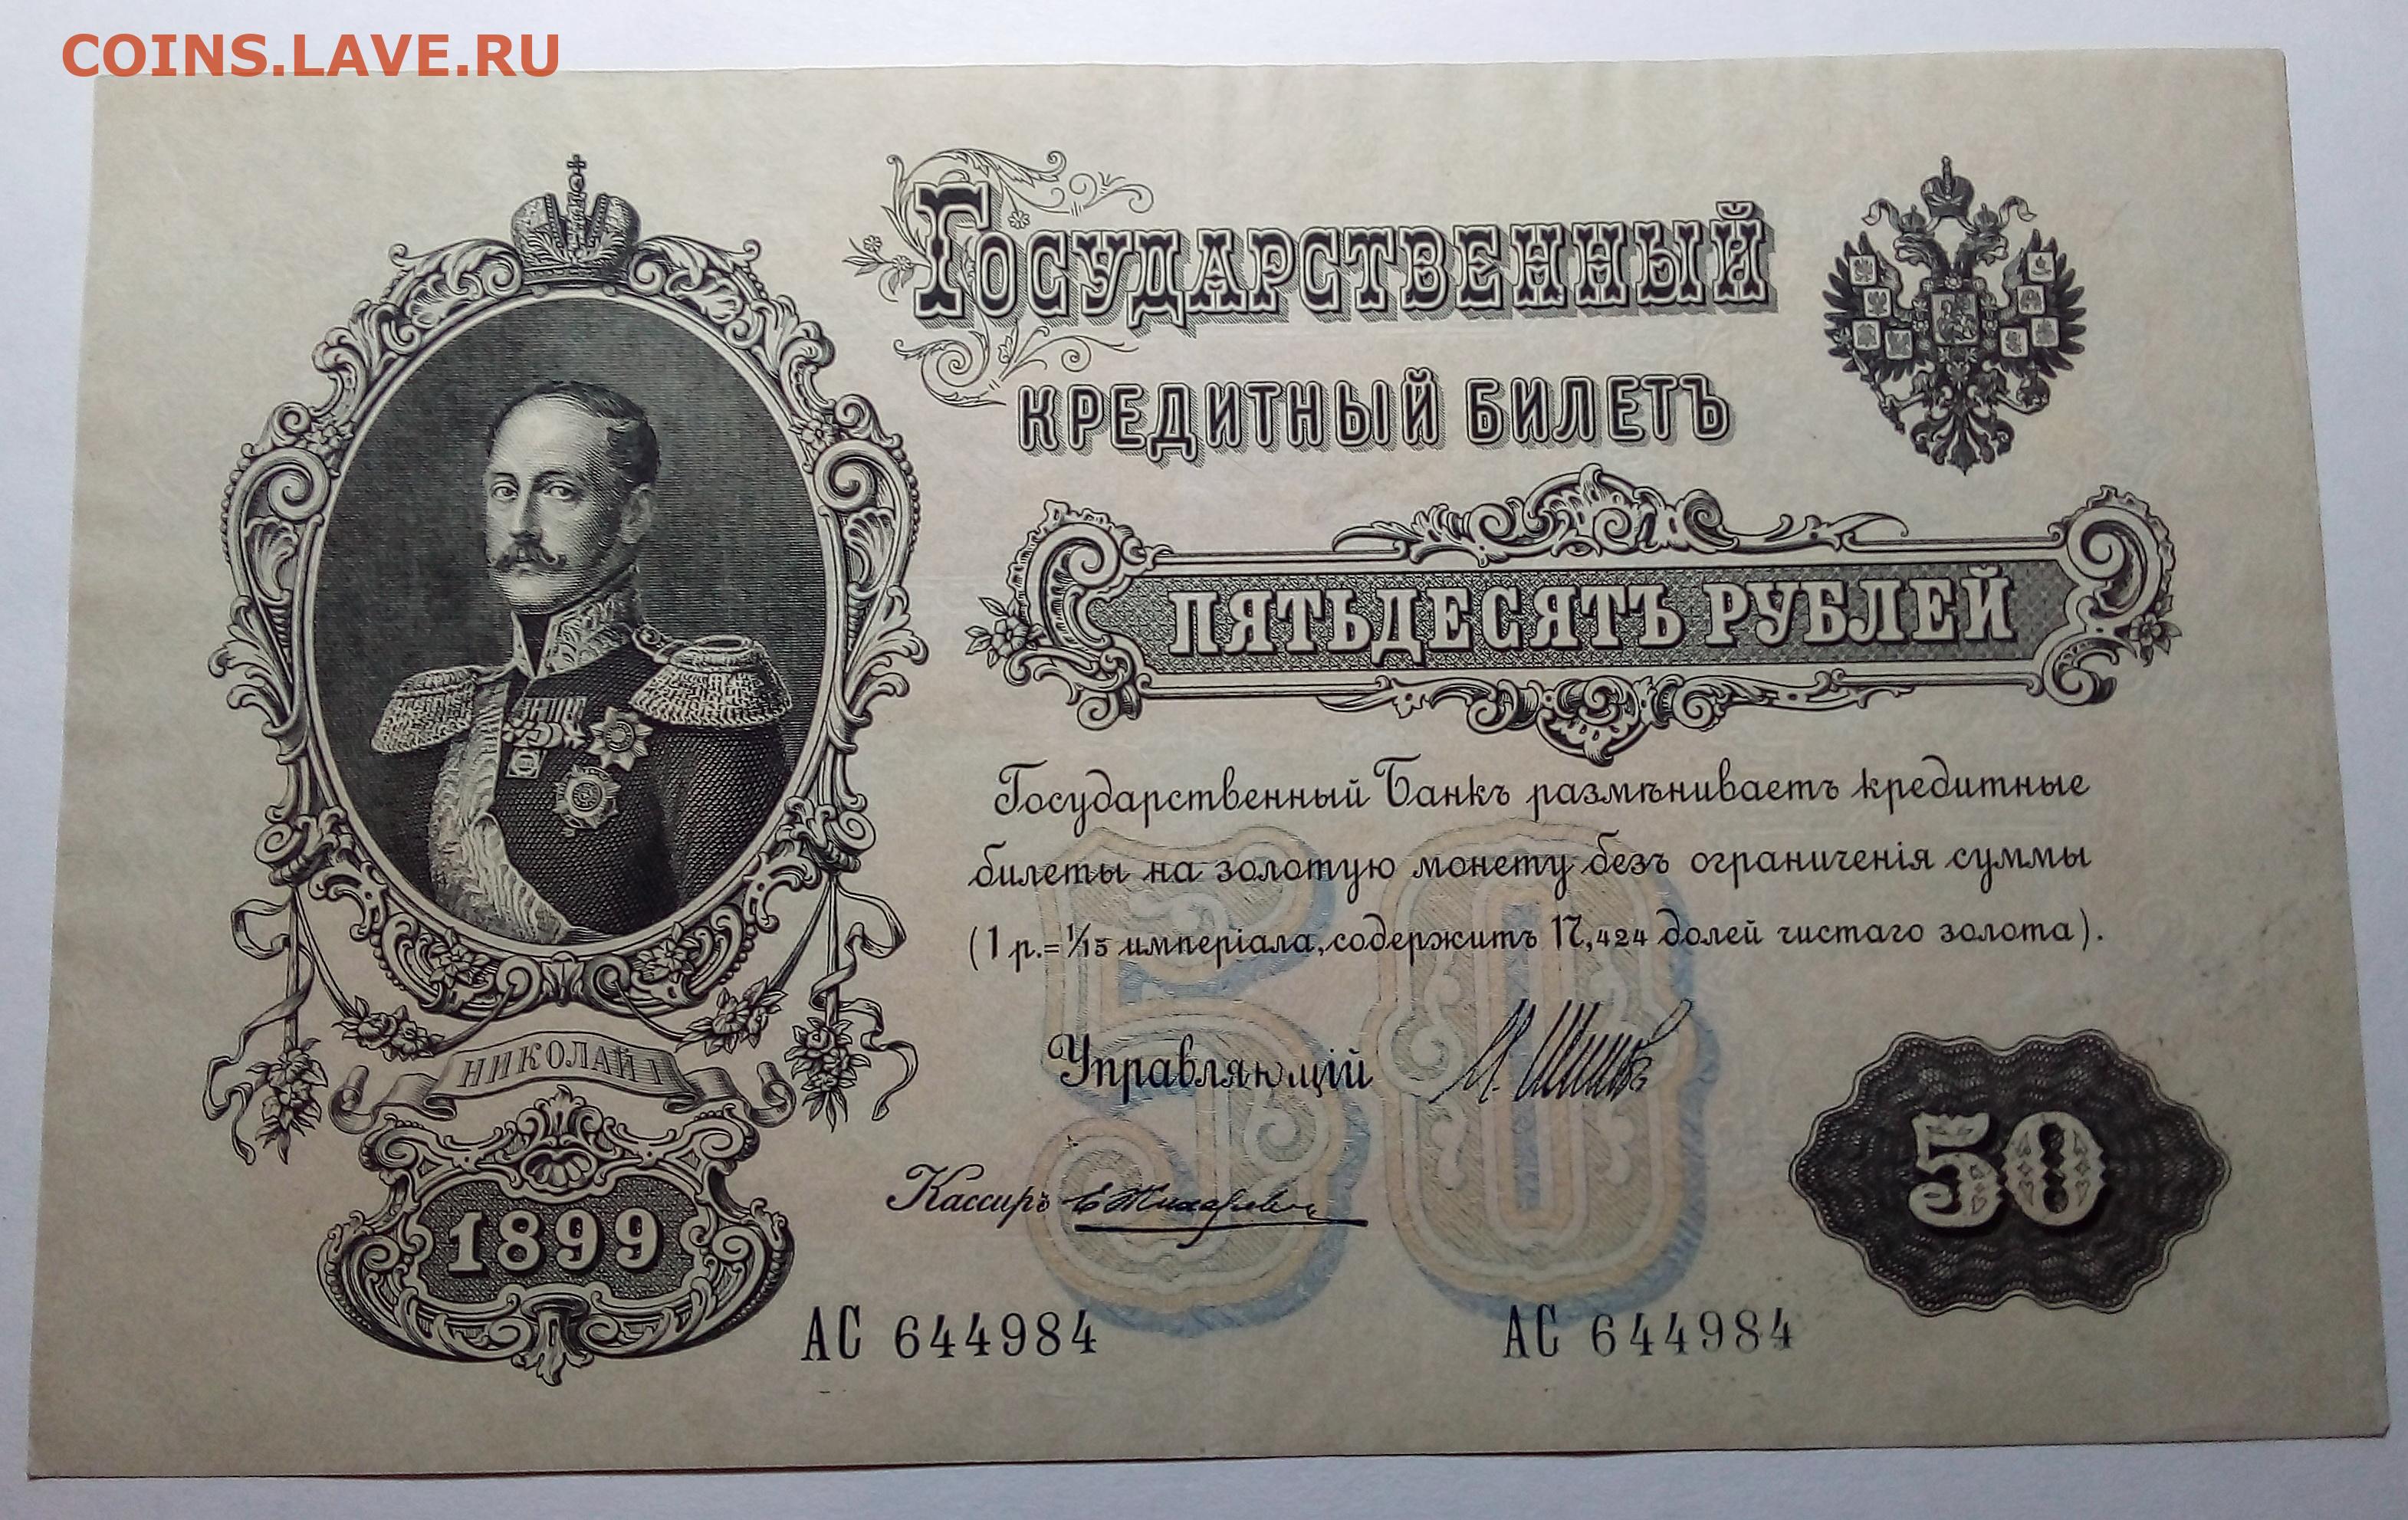 COINS.LAVE.RU
ГОСУДАРСТВЕННЫЙ
КРЕДИТНЫЙ БИЛЕТЪ
ПЯТЬДЕСЯТЪ РУБЛЕЙ
Государственный Банкъ размѣниваетъ кредитные
билеты на золотую монету безъ ограниченія суммы
(1 р.=1/15 имперіала, содержитъ 17,424 долей чистаго золота).
50
Управляющій И. Шиповъ
Кассиръ
НИКОЛАЙ I
1899
50
АС 644984
АС 644984